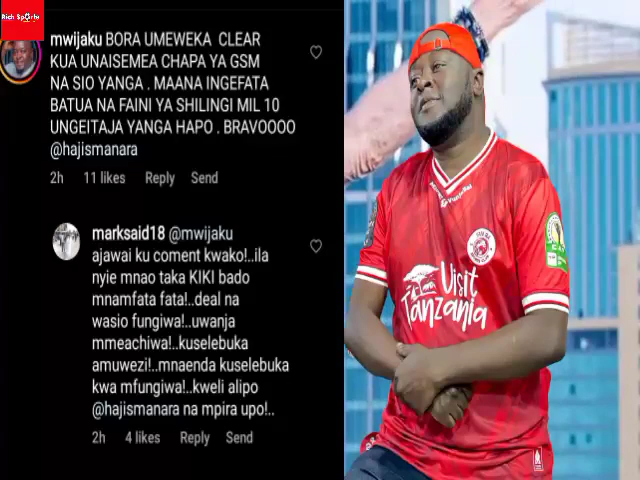 Rich Sports
mwijaku BORA UMEWEKA CLEAR
KUA UNAISEMEA CHAPA YA GSM
NA SIO YANGA . MAANA INGEFATA
BATUA NA FAINI YA SHILINGI MIL 10
UNGEITAJA YANGA HAPO . BRAVOOOO
@hajismanara
2h 11 likes Reply Send
marksaid18 @mwijaku
ajawai ku coment kwako!..ila
nyie mnao taka KIKI bado
mnamfata fata!..deal na
wasio fungiwa!..uwanja
mmeachiwa!..kuselebuka
amuwezi!..mnaenda kuselebuka
kwa mfungiwa!..kweli alipo
@hajismanara na mpira upo!..
2h 4 likes Reply Send
Visit
Tanzania